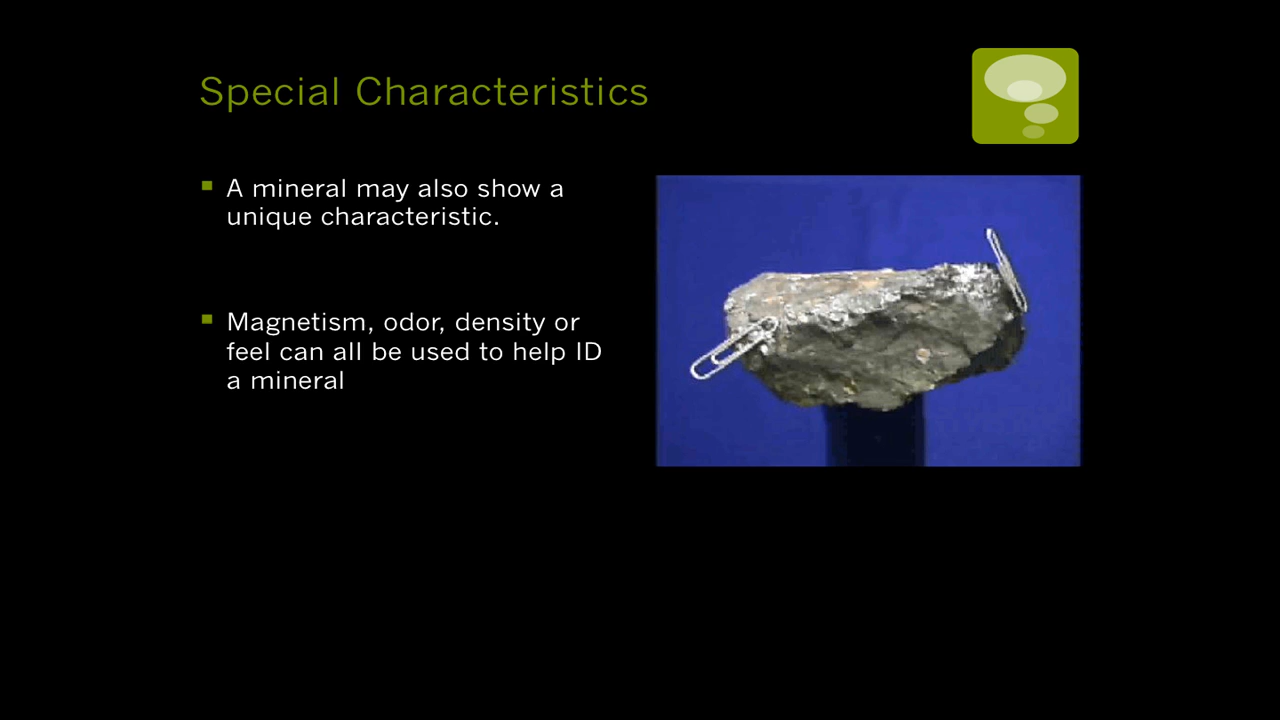 Special Characteristics
A mineral may also show a
unique characteristic.
Magnetism, odor, density or
feel can all be used to help ID
a mineral